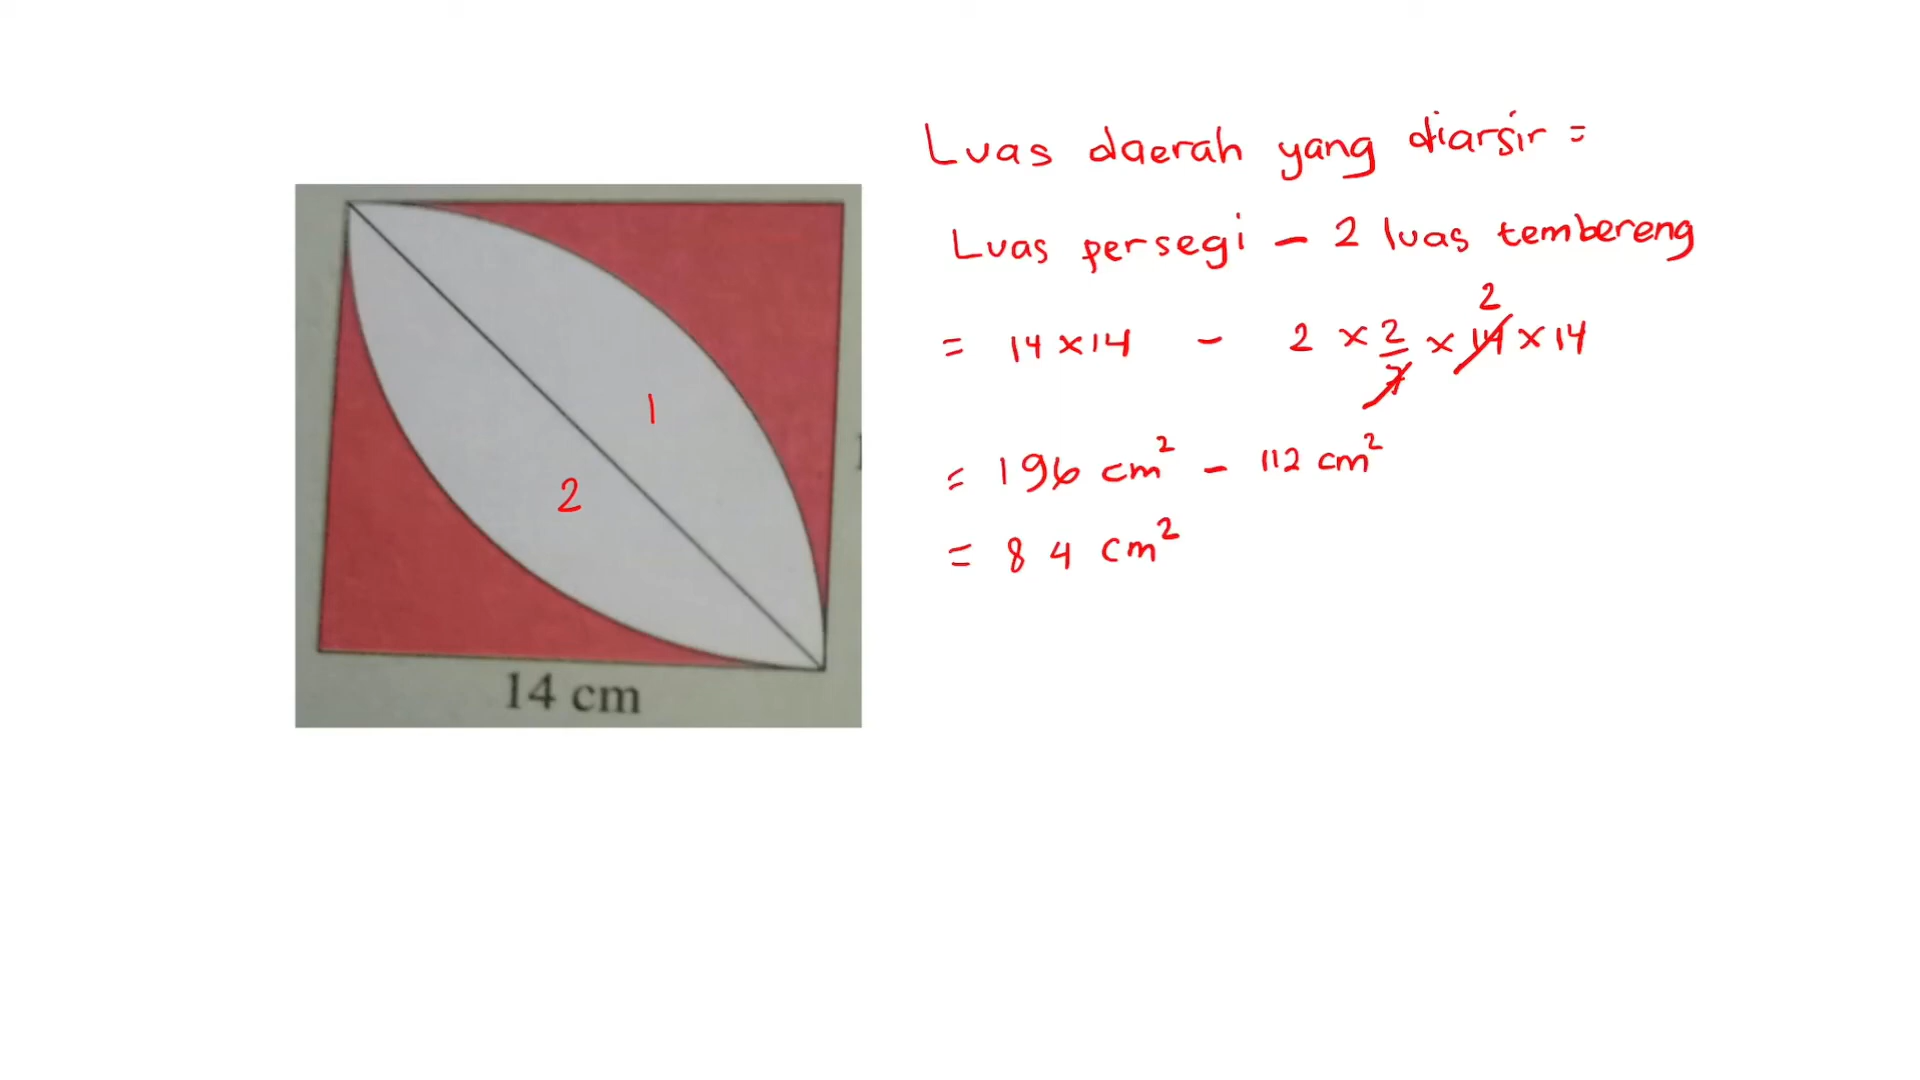 Luas daerah yang diarsir =
Luas persegi - 2 luas tembereng
= 14 x 14 - 2 x 2/7 x 14 x 14
2
= 196 cm² - 112 cm²
= 84 cm²
1
2
14 cm